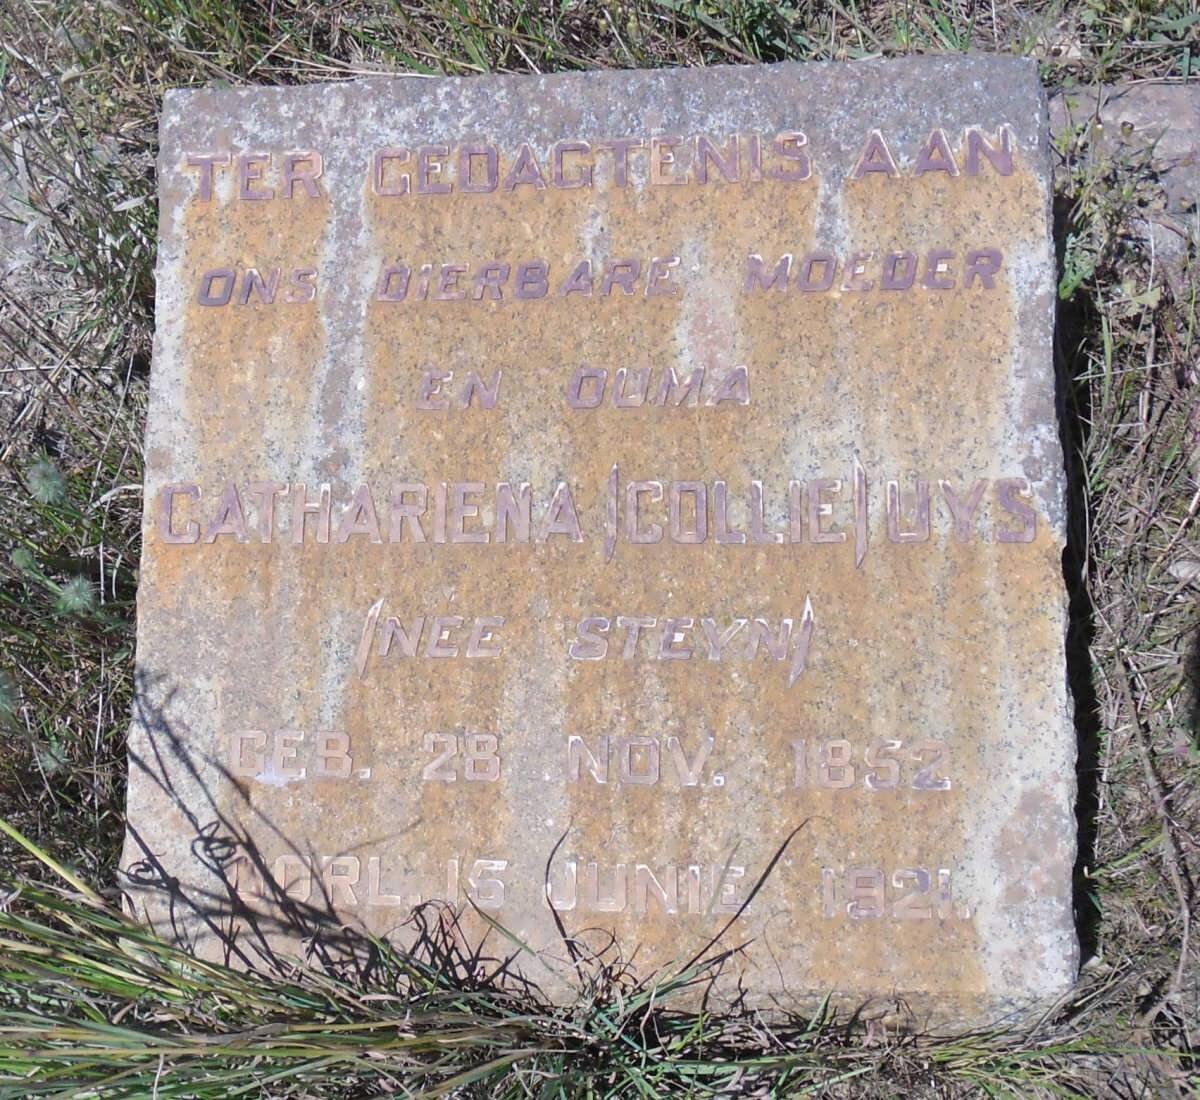 TER GEDAGTENIS AAN
ONS DIERBARE MOEDER
EN OUMA
CATHARIENA (COLLIE) UYS
(NÉE STEYN)
GEB. 28 NOV. 1852
OORL. 15 JUNIE 1921.